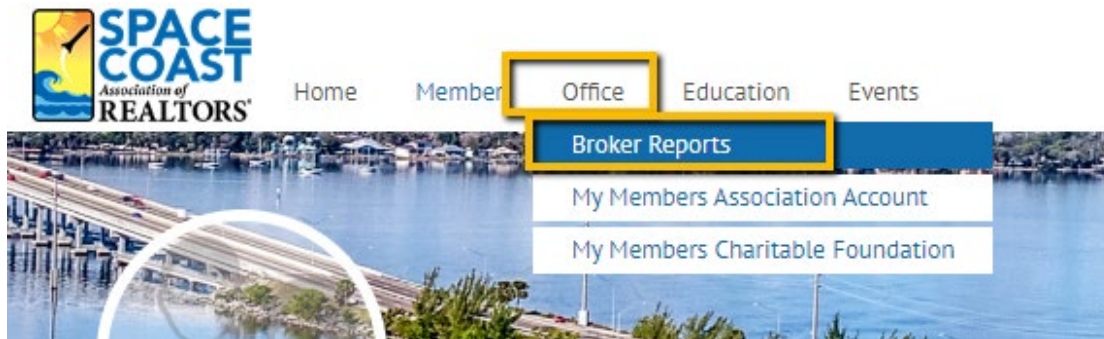 SPACE
COAST
Association of
REALTORS®
Home Member Office Education Events
Broker Reports
My Members Association Account
My Members Charitable Foundation